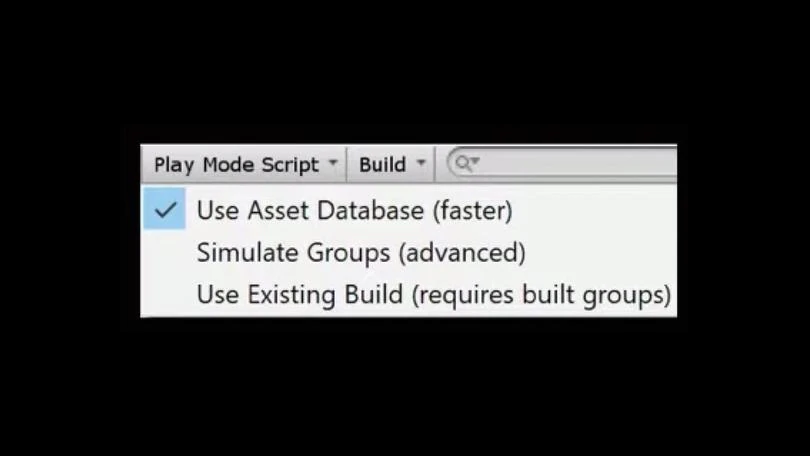 Play Mode Script Build
Use Asset Database (faster)
Simulate Groups (advanced)
Use Existing Build (requires built groups)